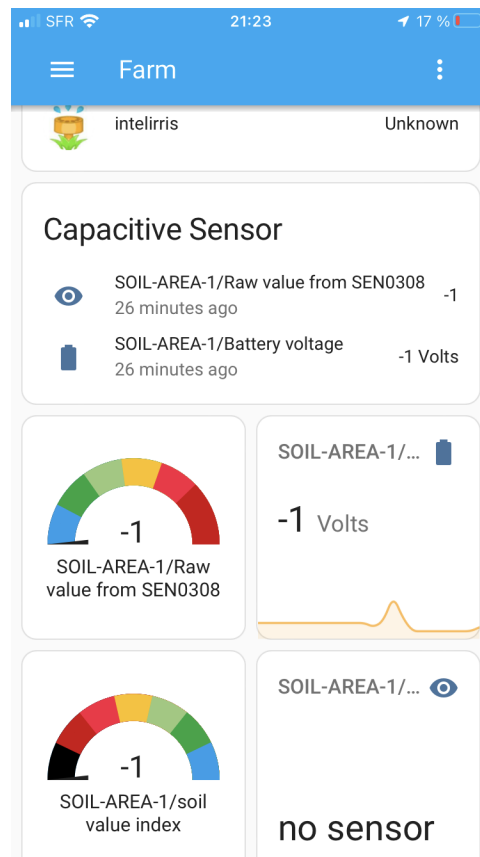 SFR 21:23 17 %
Farm
intelirris Unknown
Capacitive Sensor
SOIL-AREA-1/Raw value from SEN0308 -1
26 minutes ago
SOIL-AREA-1/Battery voltage -1 Volts
26 minutes ago
-1
SOIL-AREA-1/Raw
value from SEN0308
SOIL-AREA-1/...
-1 Volts
-1
SOIL-AREA-1/soil
value index
SOIL-AREA-1/...
no sensor